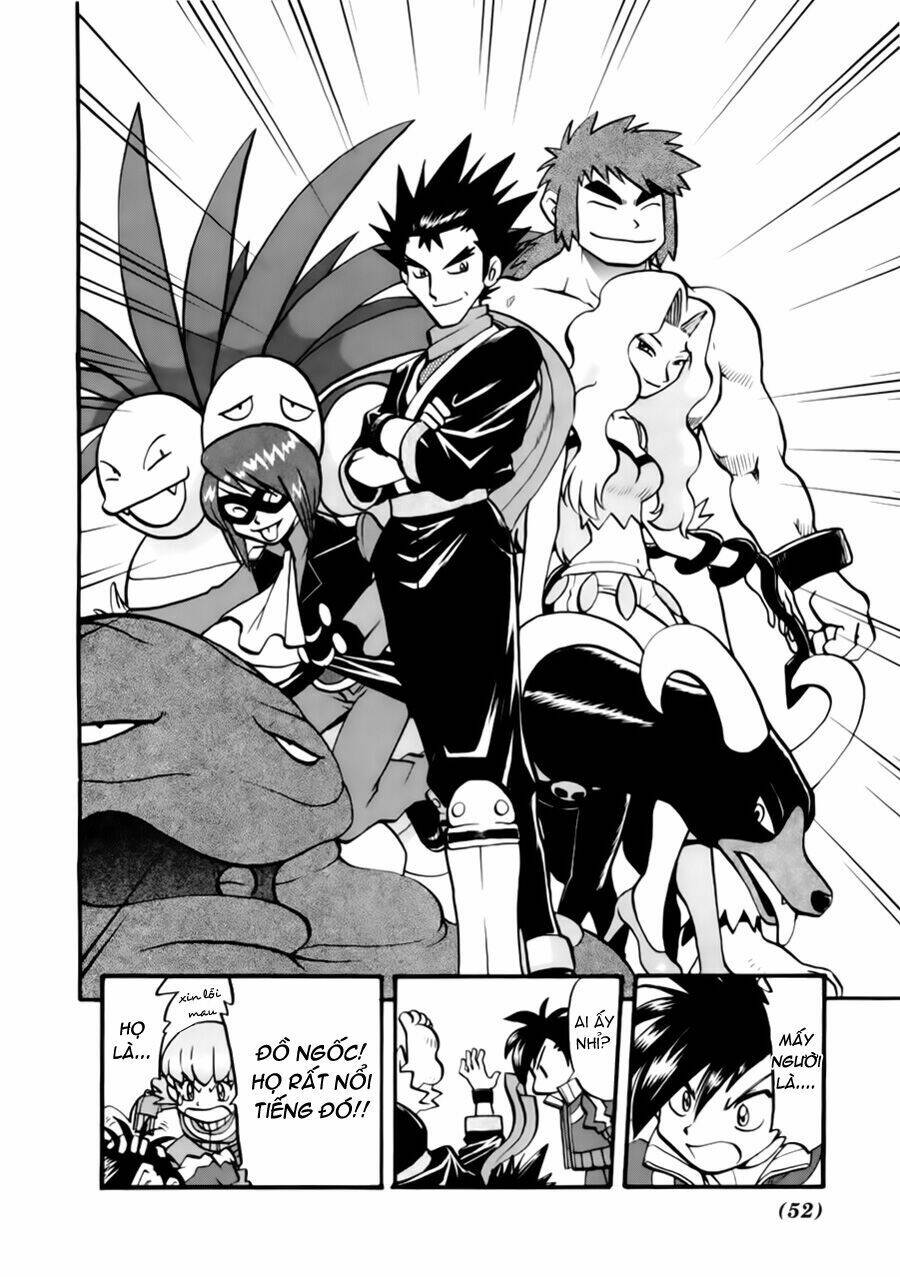 MẤY
NGƯỜI
LÀ....
AI ẤY
NHỈ?
ĐỒ NGỐC!
HỌ RẤT NỔI
TIẾNG ĐÓ!!
xin lỗi
mau
HỌ
LÀ...
(52)